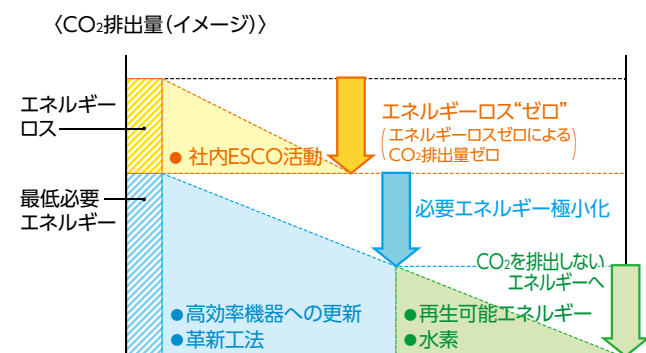 〈CO2排出量(イメージ)〉
エネルギー
ロス
エネルギーロス“ゼロ”
(エネルギーロスゼロによる
CO2排出量ゼロ)
● 社内ESCO活動
最低必要
エネルギー
必要エネルギー極小化
CO2を排出しない
エネルギーへ
●高効率機器への更新
●革新工法
●再生可能エネルギー
●水素